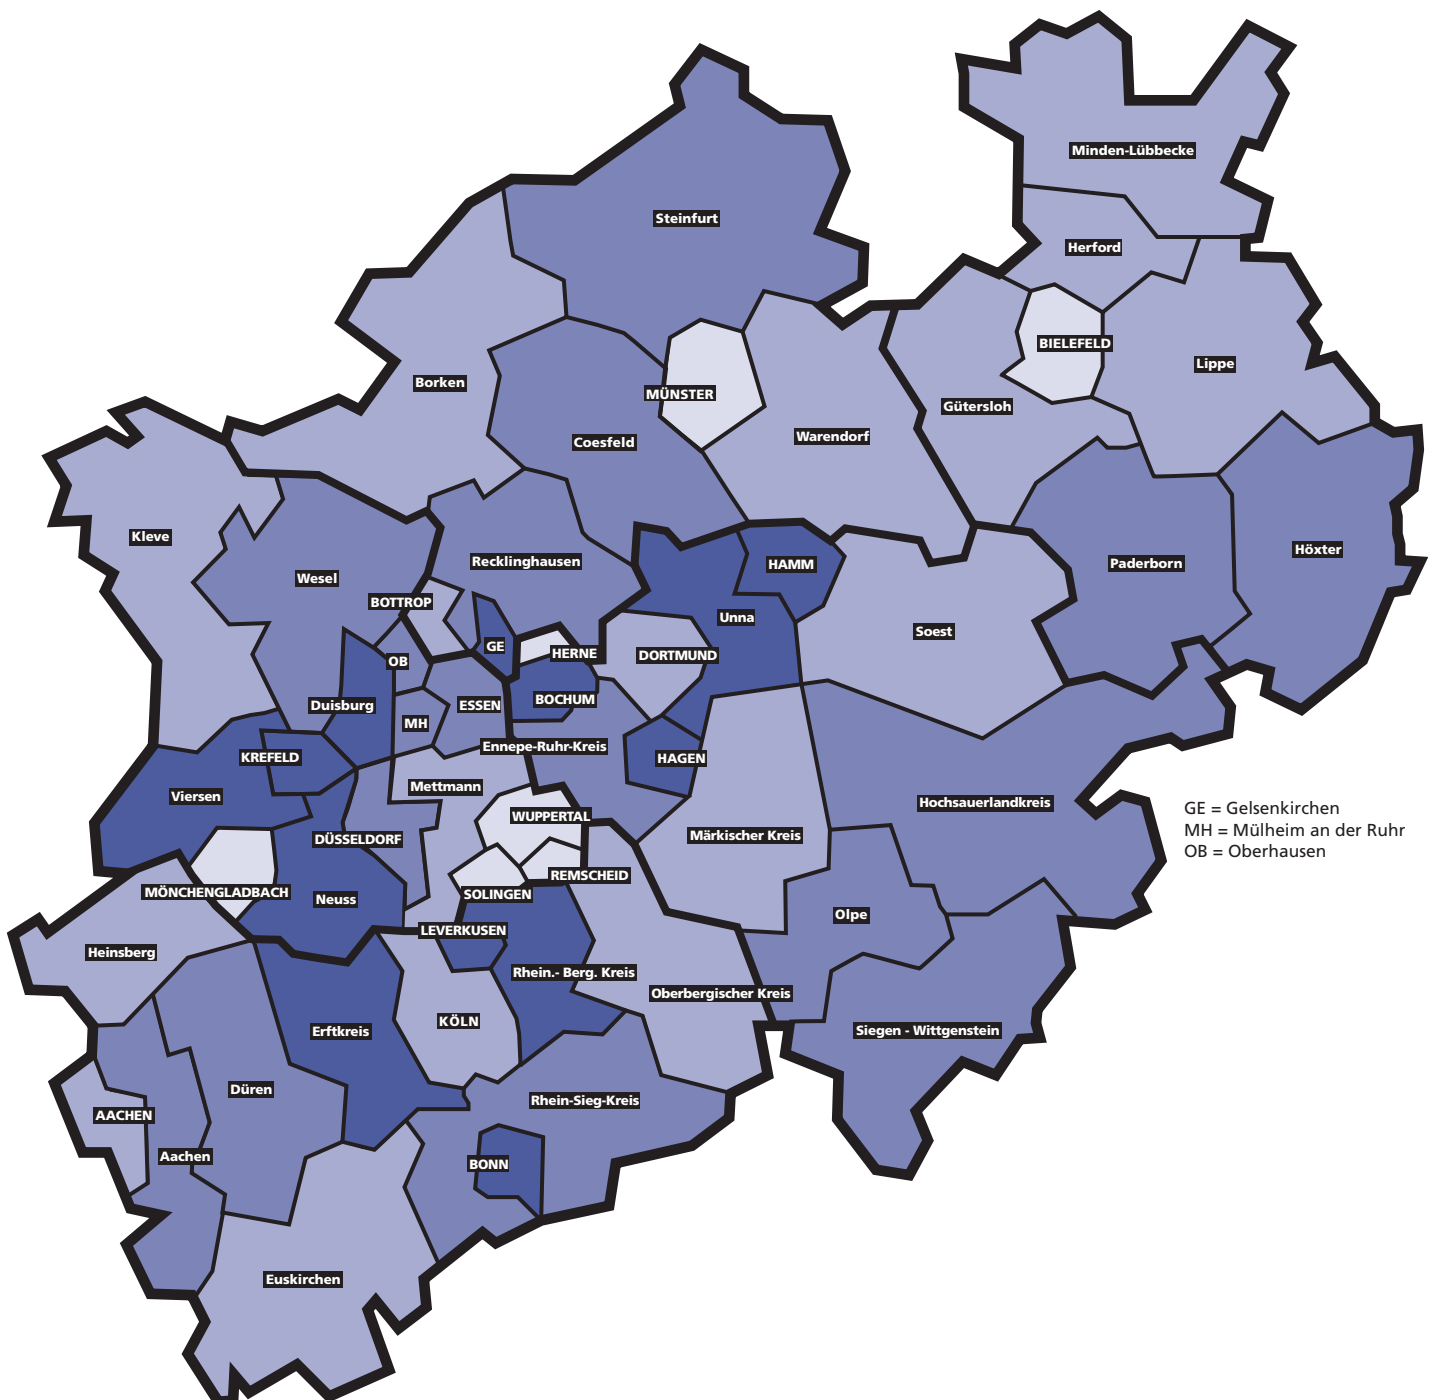 Minden-Lübbecke
Steinfurt
Herford
BIELEFELD
Lippe
Borken
MÜNSTER
Gütersloh
Coesfeld
Warendorf
Kleve
Höxter
Recklinghausen
Paderborn
HAMM
Wesel
BOTTROP
Unna
Soest
GE
HERNE
DORTMUND
OB
BOCHUM
Duisburg
ESSEN
MH
Ennepe-Ruhr-Kreis
KREFELD
HAGEN
Mettmann
Viersen
Hochsauerlandkreis
GE = Gelsenkirchen
MH = Mülheim an der Ruhr
OB = Oberhausen
WUPPERTAL
DÜSSELDORF
Märkischer Kreis
REMSCHEID
MÖNCHENGLADBACH
SOLINGEN
Neuss
Olpe
LEVERKUSEN
Heinsberg
Rhein.- Berg. Kreis
Oberbergischer Kreis
KÖLN
Erftkreis
Siegen - Wittgenstein
Düren
Rhein-Sieg-Kreis
AACHEN
Aachen
BONN
Euskirchen